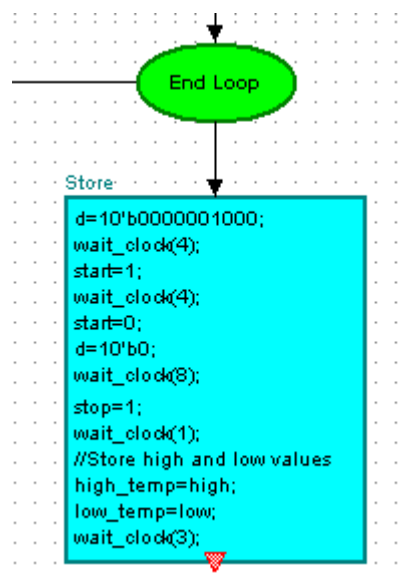 End Loop
Store
d=10'b0000001000;
wait_clock(4);
start=1;
wait_clock(4);
start=0;
d=10'b0;
wait_clock(8);
stop=1;
wait_clock(1);
//Store high and low values
high_temp=high;
low_temp=low;
wait_clock(3);